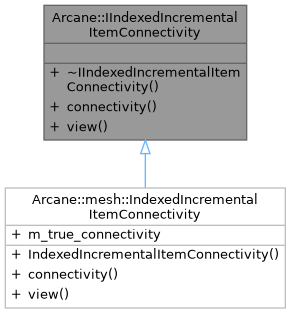 Arcane::IIndexedIncremental
ItemConnectivity
+ ~IIndexedIncrementalItem
Connectivity()
+ connectivity()
+ view()
Arcane::mesh::IndexedIncremental
ItemConnectivity
+ m_true_connectivity
+ IndexedIncrementalItemConnectivity()
+ connectivity()
+ view()